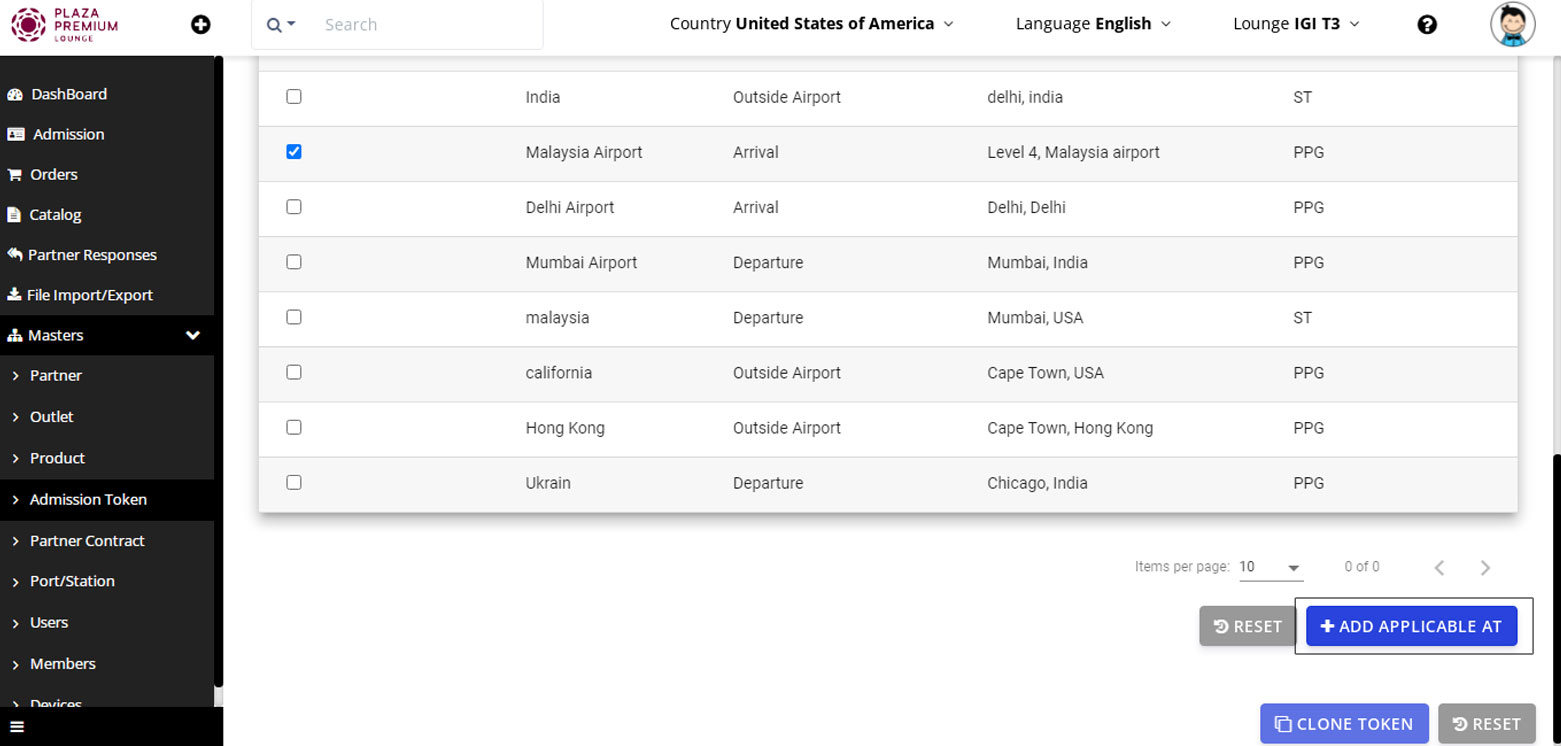 PLAZA
PREMIUM
LOUNGE
Search
Country United States of America
Language English
Lounge IGI T3
DashBoard
Admission
Orders
Catalog
Partner Responses
File Import/Export
Masters
Partner
Outlet
Product
Admission Token
Partner Contract
Port/Station
Users
Members
Devices
India Outside Airport delhi, india ST
Malaysia Airport Arrival Level 4, Malaysia airport PPG
Delhi Airport Arrival Delhi, Delhi PPG
Mumbai Airport Departure Mumbai, India PPG
malaysia Departure Mumbai, USA ST
california Outside Airport Cape Town, USA PPG
Hong Kong Outside Airport Cape Town, Hong Kong PPG
Ukrain Departure Chicago, India PPG
Items per page: 10 0 of 0
RESET ADD APPLICABLE AT
CLONE TOKEN RESET